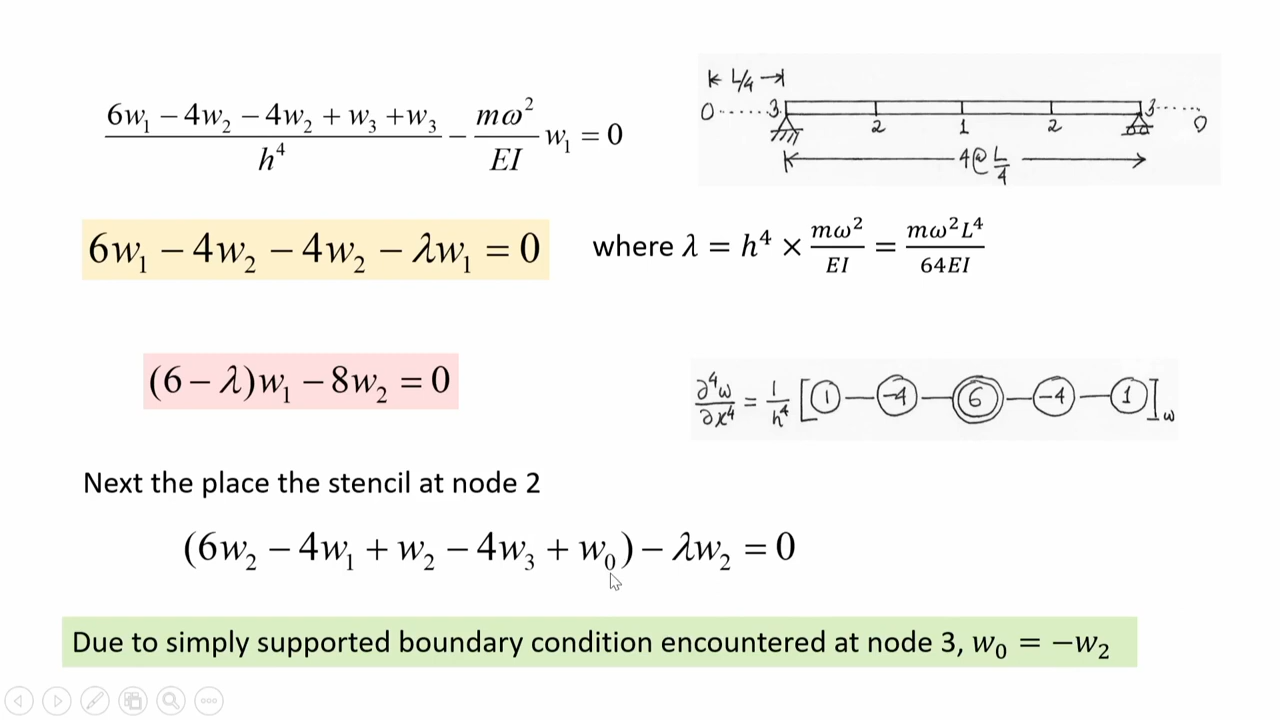 (6w₁ − 4w₂ − 4w₂ + w₃ + w₃)/h⁴ − (mω²/EI) w₁ = 0
L/4
0 3 2 1 2 3 0
4@L/4
6w₁ − 4w₂ − 4w₂ − λw₁ = 0 where λ = h⁴ × mω²/EI = mω²L⁴/64EI
(6 − λ)w₁ − 8w₂ = 0
∂⁴w/∂x⁴ = 1/h⁴ [1 -4 6 -4 1]w
Next the place the stencil at node 2
(6w₂ − 4w₁ + w₂ − 4w₃ + w₀) − λw₂ = 0
Due to simply supported boundary condition encountered at node 3, w₀ = −w₂